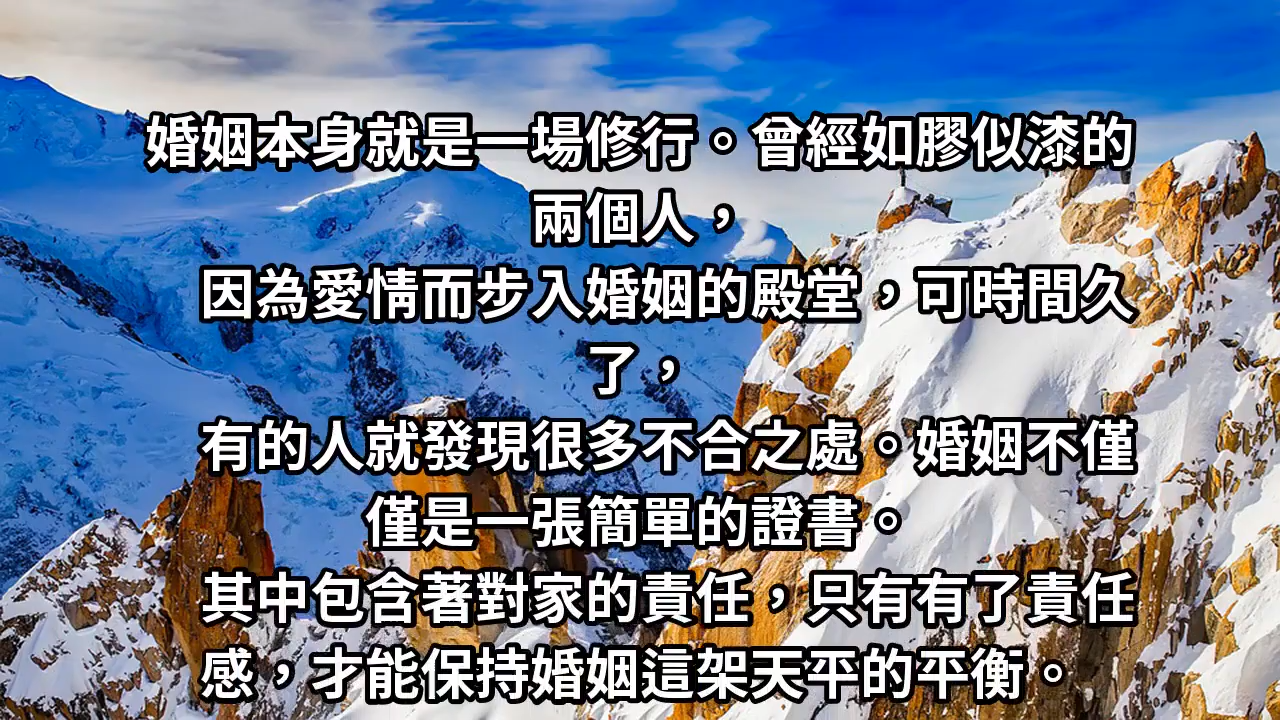 婚姻本身就是一場修行。曾經如膠似漆的
兩個人，
因為愛情而步入婚姻的殿堂，可時間久
了，
有的人就發現很多不合之處。婚姻不僅
僅是一張簡單的證書。
其中包含著對家的責任，只有有了責任
感，才能保持婚姻這架天平的平衡。